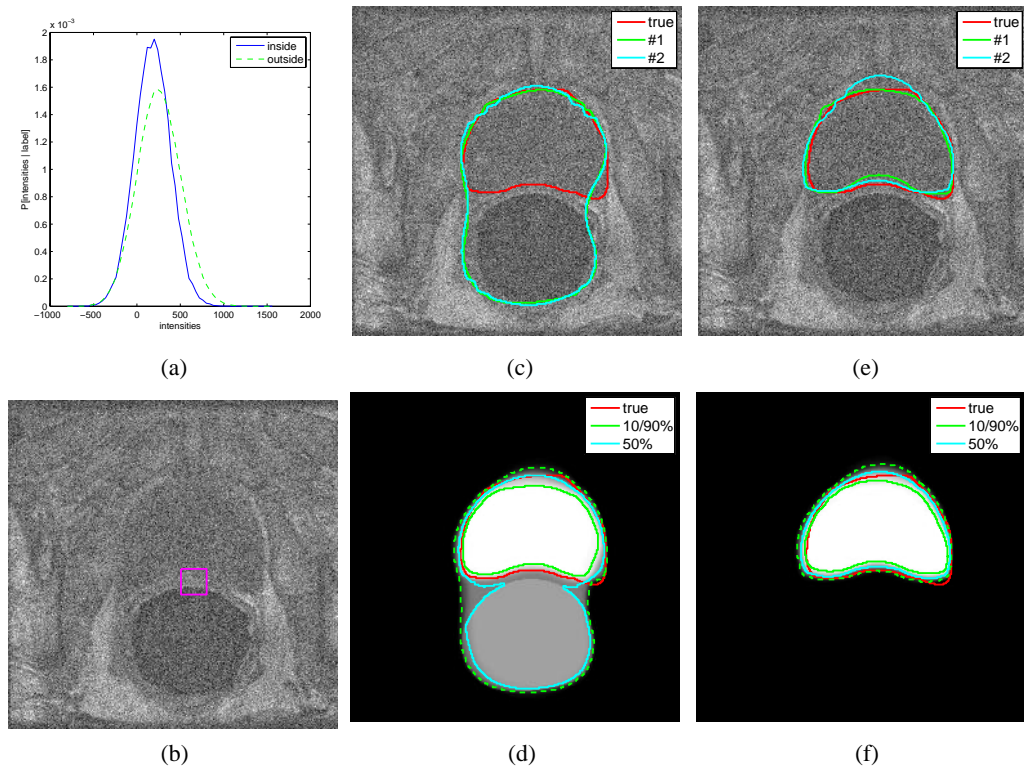 x 10⁻³
2
1.8
1.6
1.4
1.2
1
0.8
0.6
0.4
0.2
0
P[intensities | label]
−1000 −500 0 500 1000 1500 2000
intensities
inside
outside
(a)
true
#1
#2
(c)
true
#1
#2
(e)
(b)
true
10/90%
50%
(d)
true
10/90%
50%
(f)